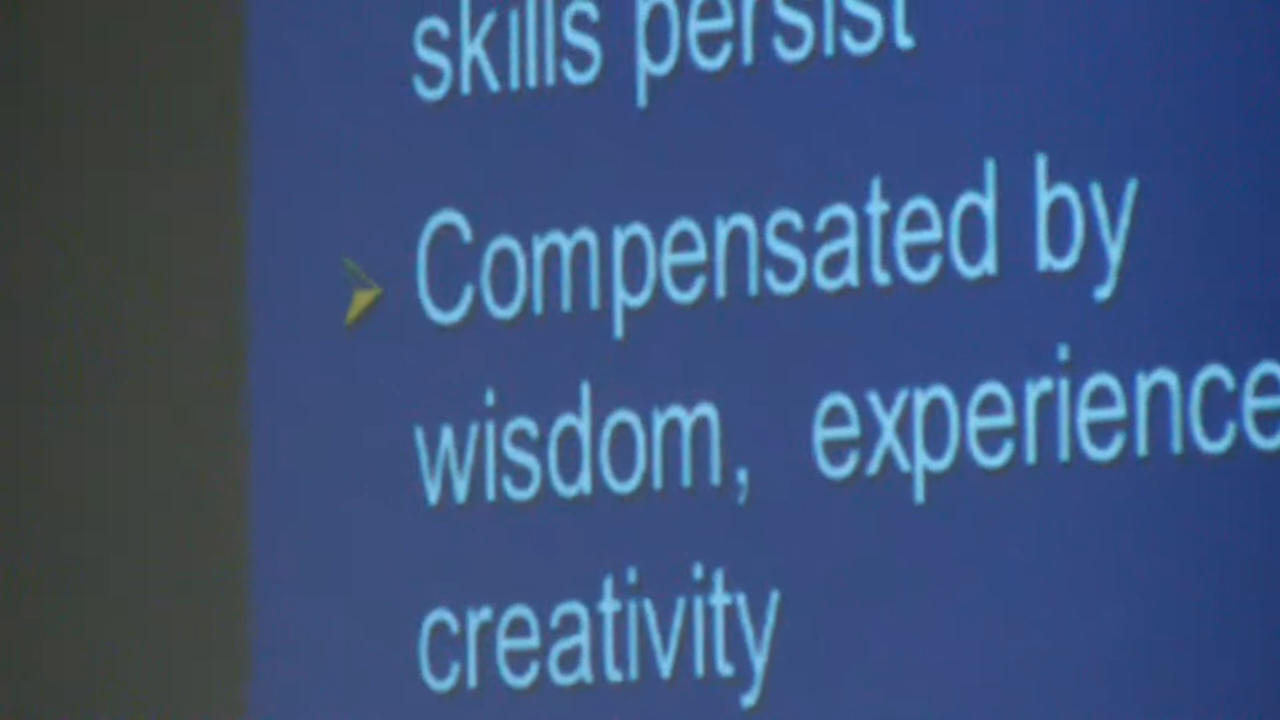 skills persist
Compensated by
wisdom, experience
creativity